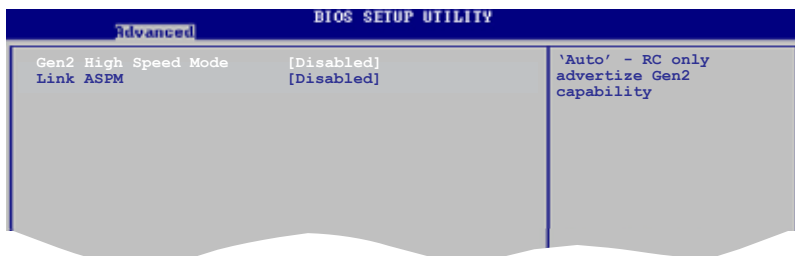 BIOS SETUP UTILITY
Advanced
Gen2 High Speed Mode [Disabled]
Link ASPM [Disabled]
‘Auto’ - RC only
advertize Gen2
capability